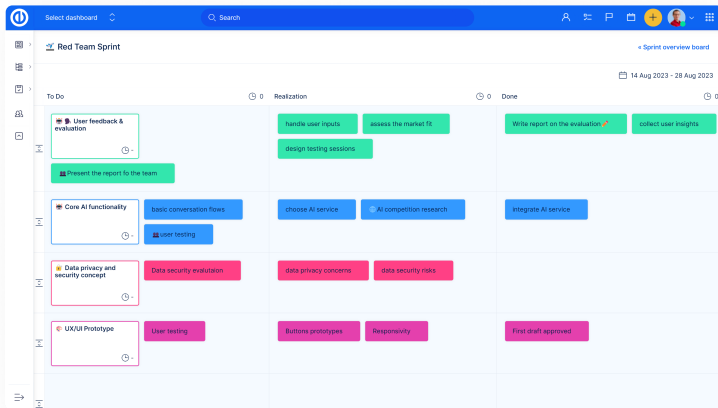 Select dashboard
Search
Red Team Sprint
« Sprint overview board
14 Aug 2023 - 28 Aug 2023
To Do
0
Realization
0
Done
0
User feedback &
evaluation
-
Present the report fo the team
handle user inputs
assess the market fit
design testing sessions
Write report on the evaluation
collect user insights
Core AI functionality
-
basic conversation flows
user testing
choose AI service
AI competition research
Integrate AI service
Data privacy and
security concept
-
Data security evalutaion
data privacy concerns
data security risks
UX/UI Prototype
-
User testing
Buttons prototypes
Responsivity
First draft approved